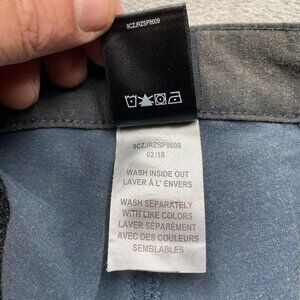 9CZJRZSP8609
9CZJRZSP8609
02/18
WASH INSIDE OUT
LAVER À L' ENVERS
WASH SEPARATELY
WITH LIKE COLORS
LAVER SÉPARÉMENT
AVEC DES COULEURS
SEMBLABLES